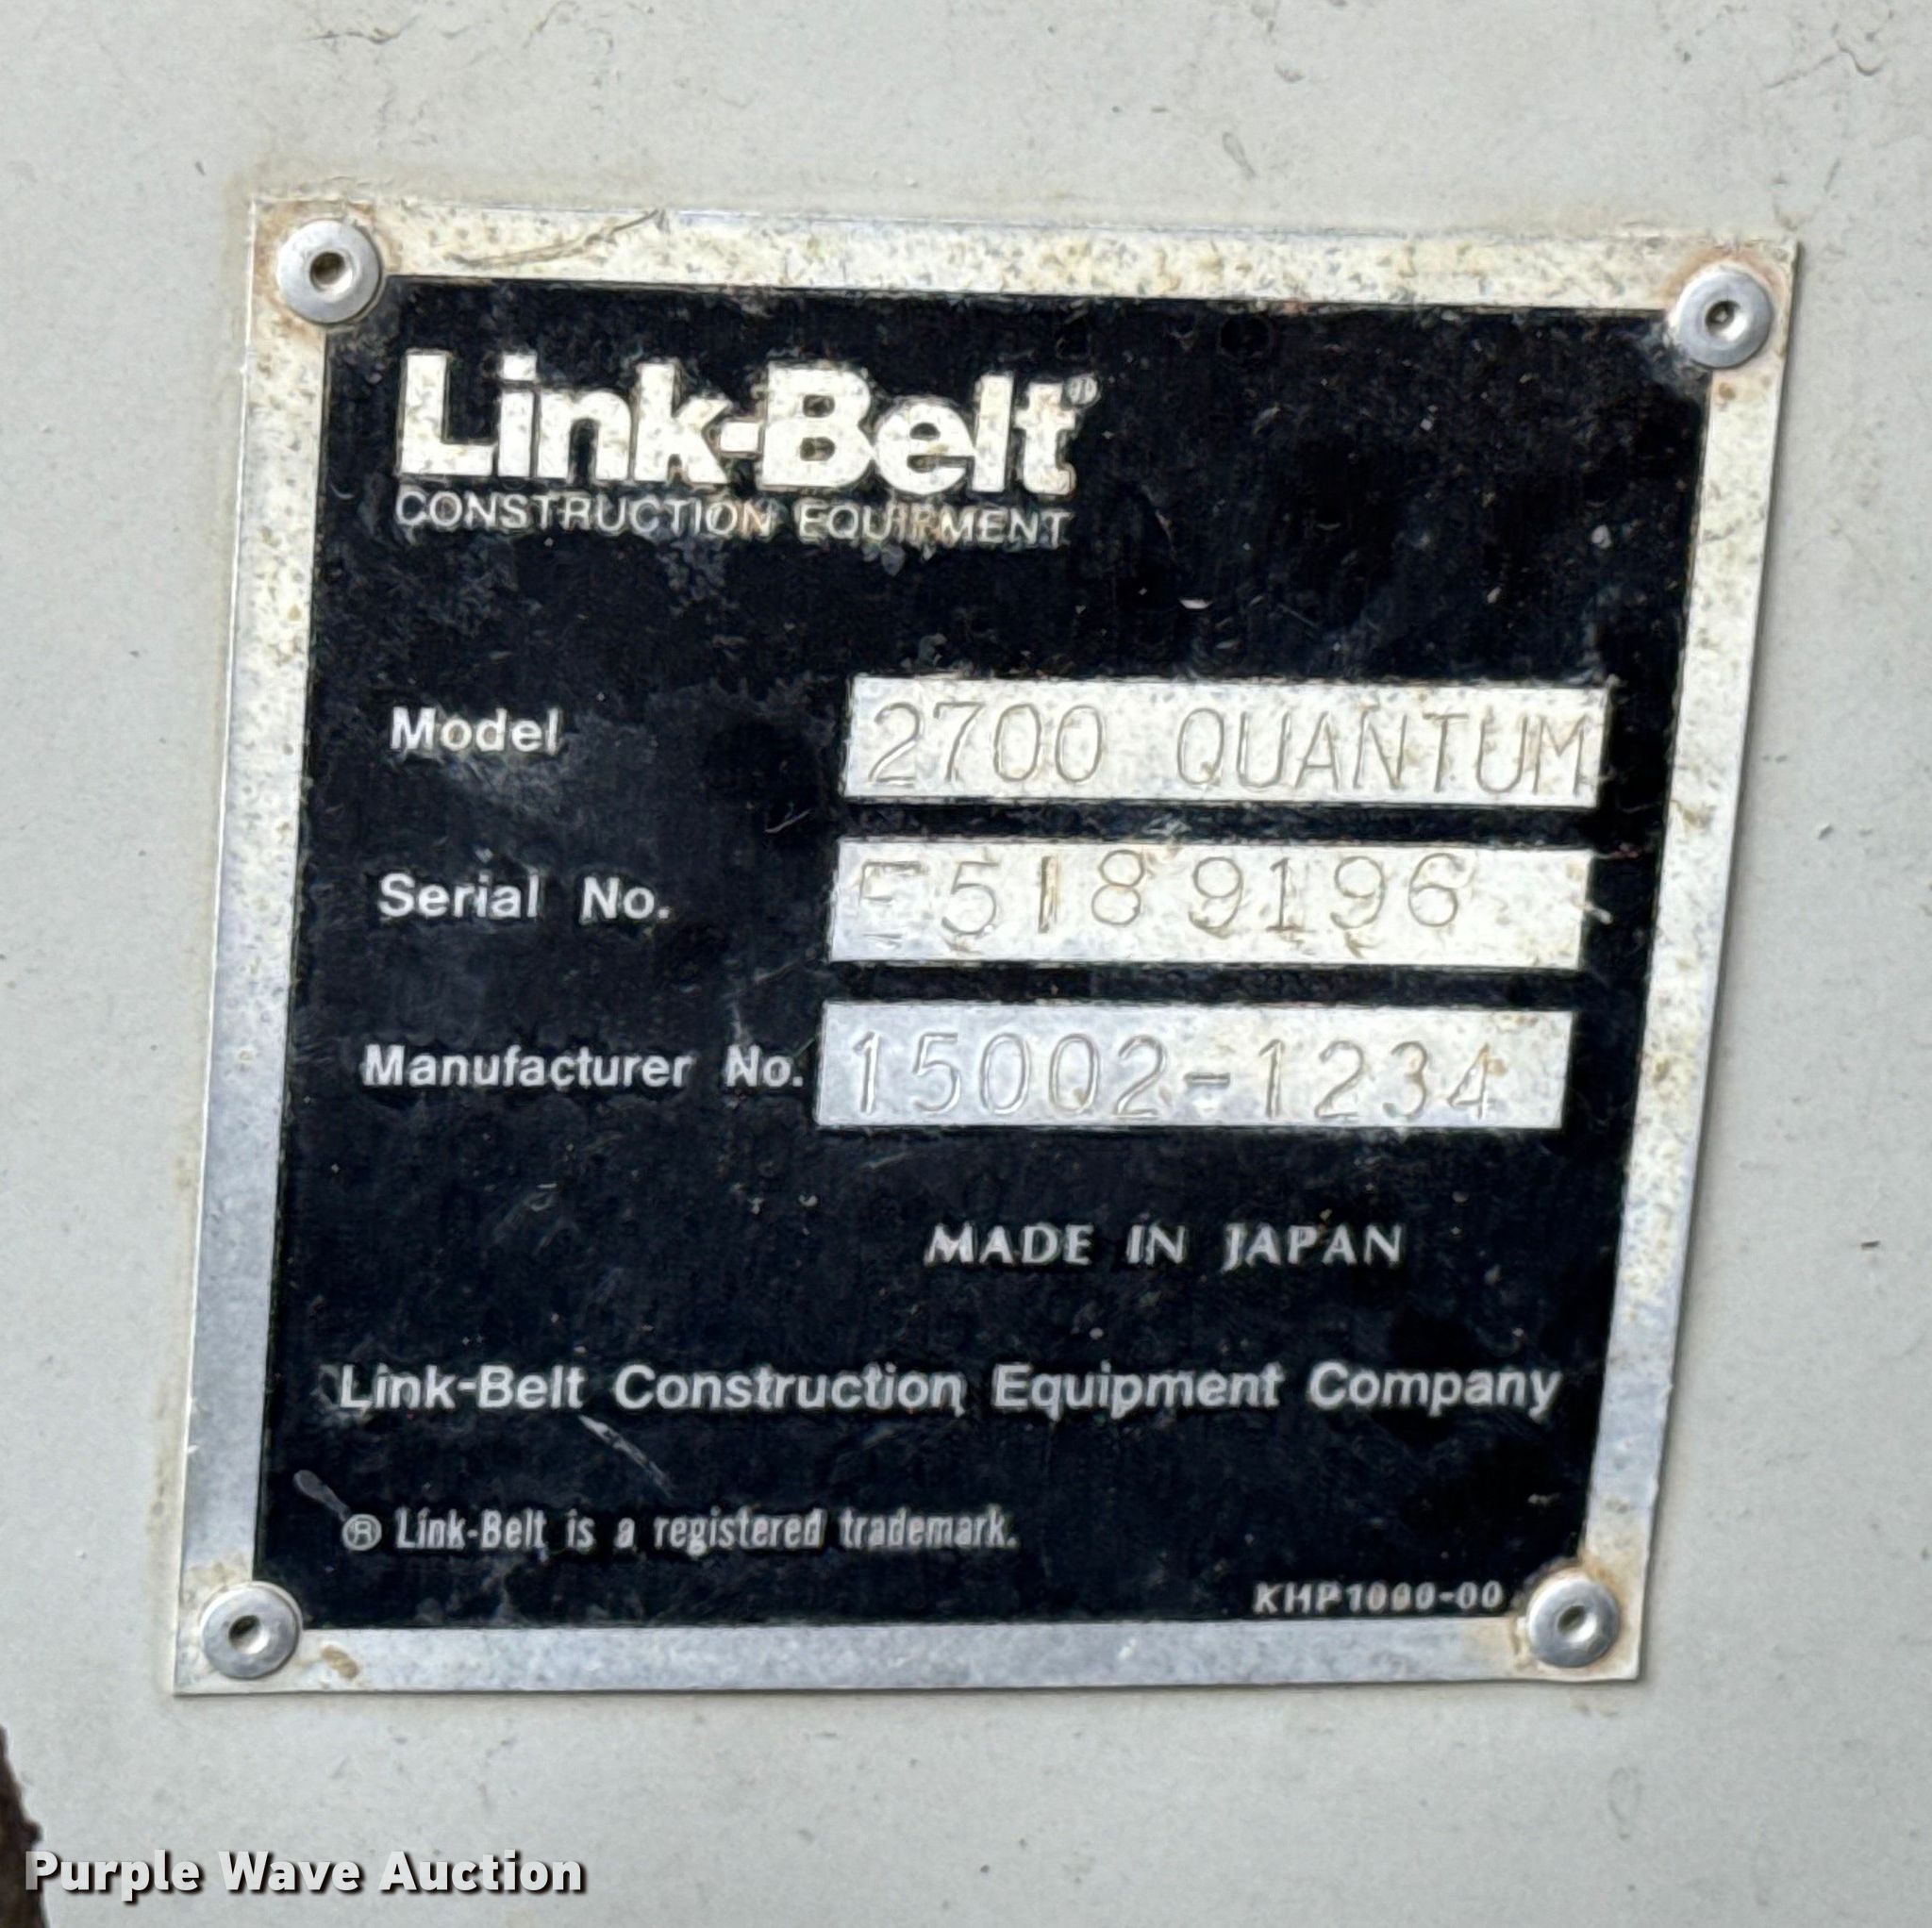 Link-Belt®
CONSTRUCTION EQUIPMENT
Model 2700 QUANTUM
Serial No. E5I89196
Manufacturer No. 15002-1234
MADE IN JAPAN
Link-Belt Construction Equipment Company
® Link-Belt is a registered trademark.
KHP1000-00
Purple Wave Auction